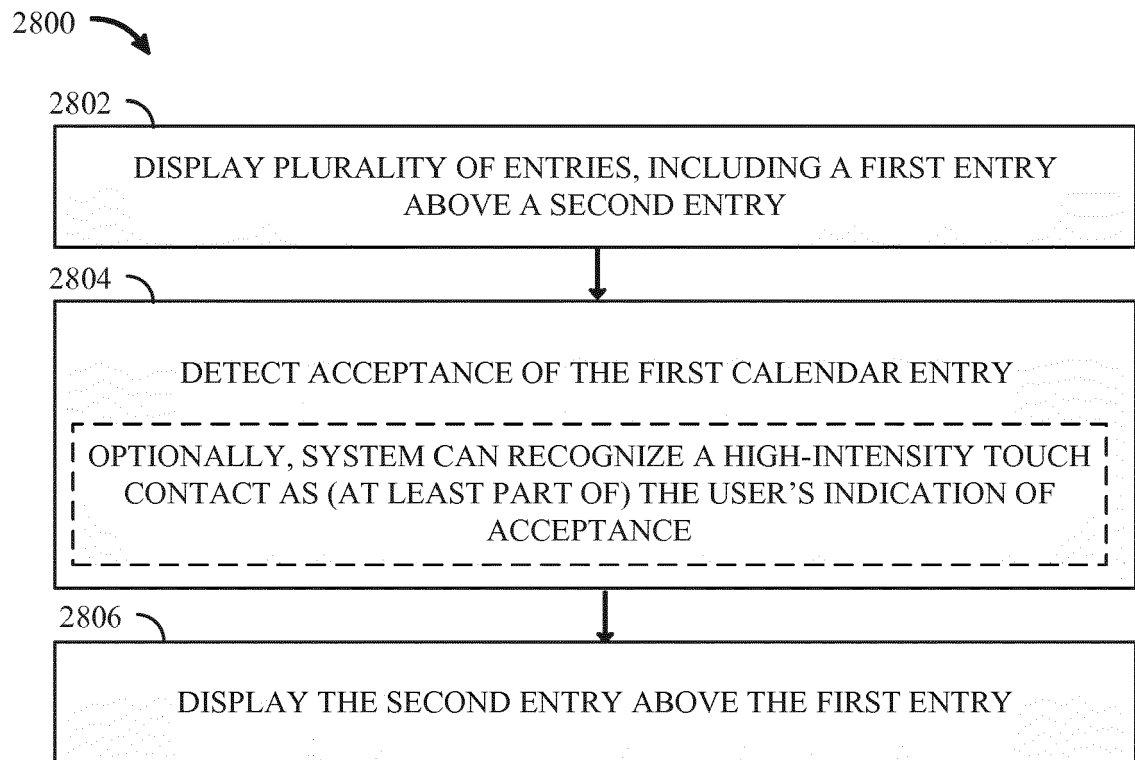 2800
2802
DISPLAY PLURALITY OF ENTRIES, INCLUDING A FIRST ENTRY
ABOVE A SECOND ENTRY
2804
DETECT ACCEPTANCE OF THE FIRST CALENDAR ENTRY
OPTIONALLY, SYSTEM CAN RECOGNIZE A HIGH-INTENSITY TOUCH
CONTACT AS (AT LEAST PART OF) THE USER'S INDICATION OF
ACCEPTANCE
2806
DISPLAY THE SECOND ENTRY ABOVE THE FIRST ENTRY